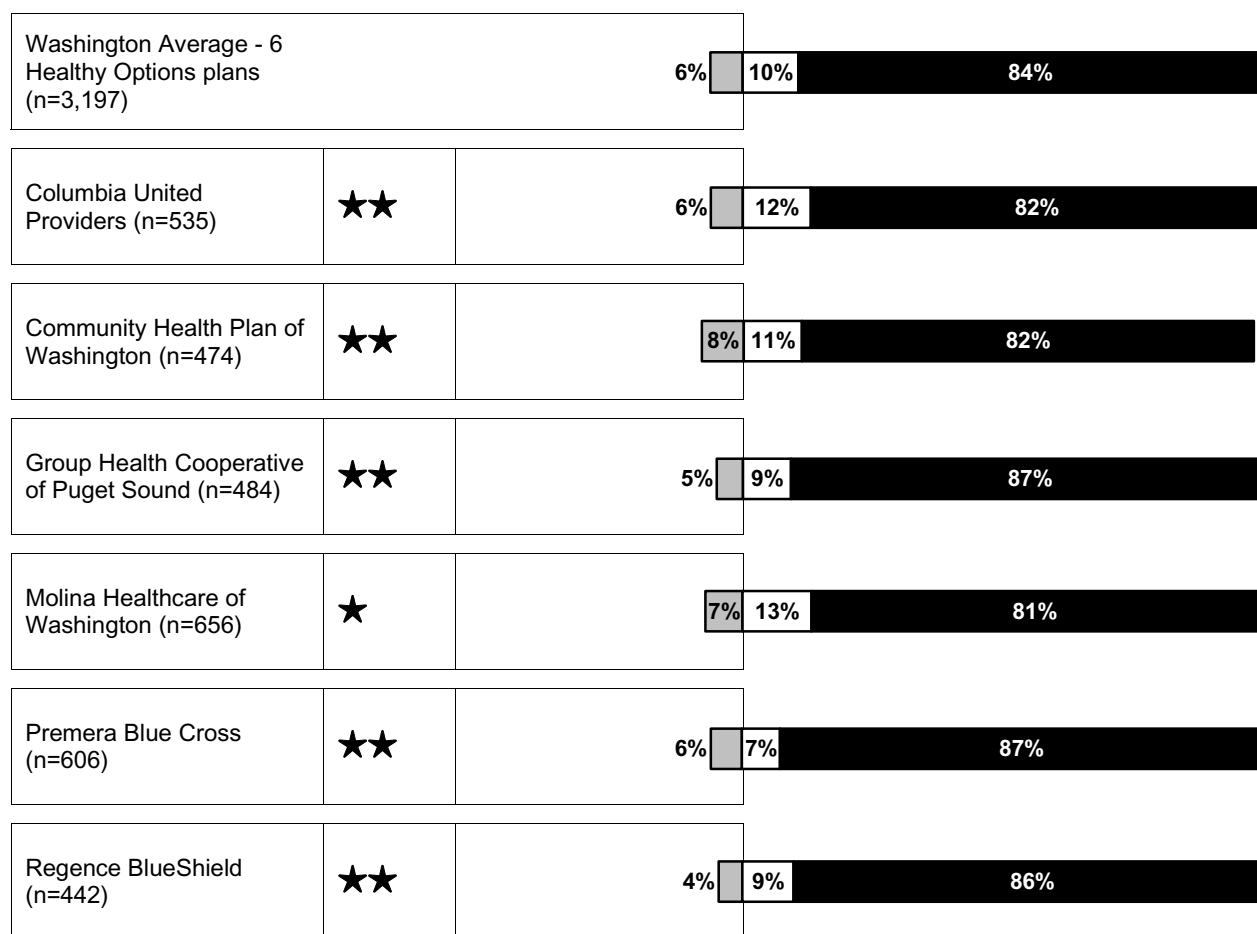 Washington Average - 6
Healthy Options plans
(n=3,197)
6% 10% 84%
Columbia United
Providers (n=535)
★★
6% 12% 82%
Community Health Plan of
Washington (n=474)
★★
8% 11% 82%
Group Health Cooperative
of Puget Sound (n=484)
★★
5% 9% 87%
Molina Healthcare of
Washington (n=656)
★
7% 13% 81%
Premera Blue Cross
(n=606)
★★
6% 7% 87%
Regence BlueShield
(n=442)
★★
4% 9% 86%